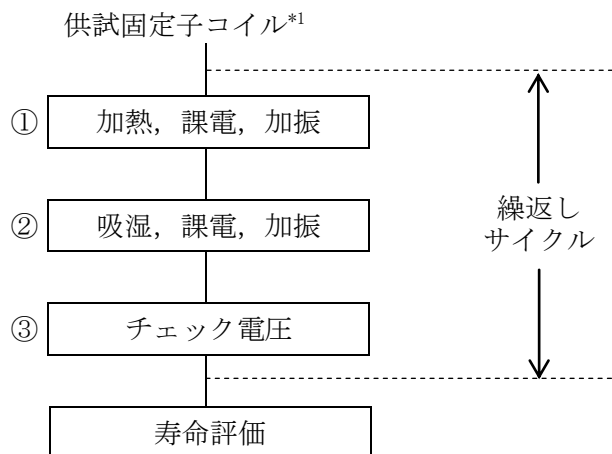 供試固定子コイル*1
① 加熱，課電，加振
② 吸湿，課電，加振
繰返し
サイクル
③ チェック電圧
寿命評価